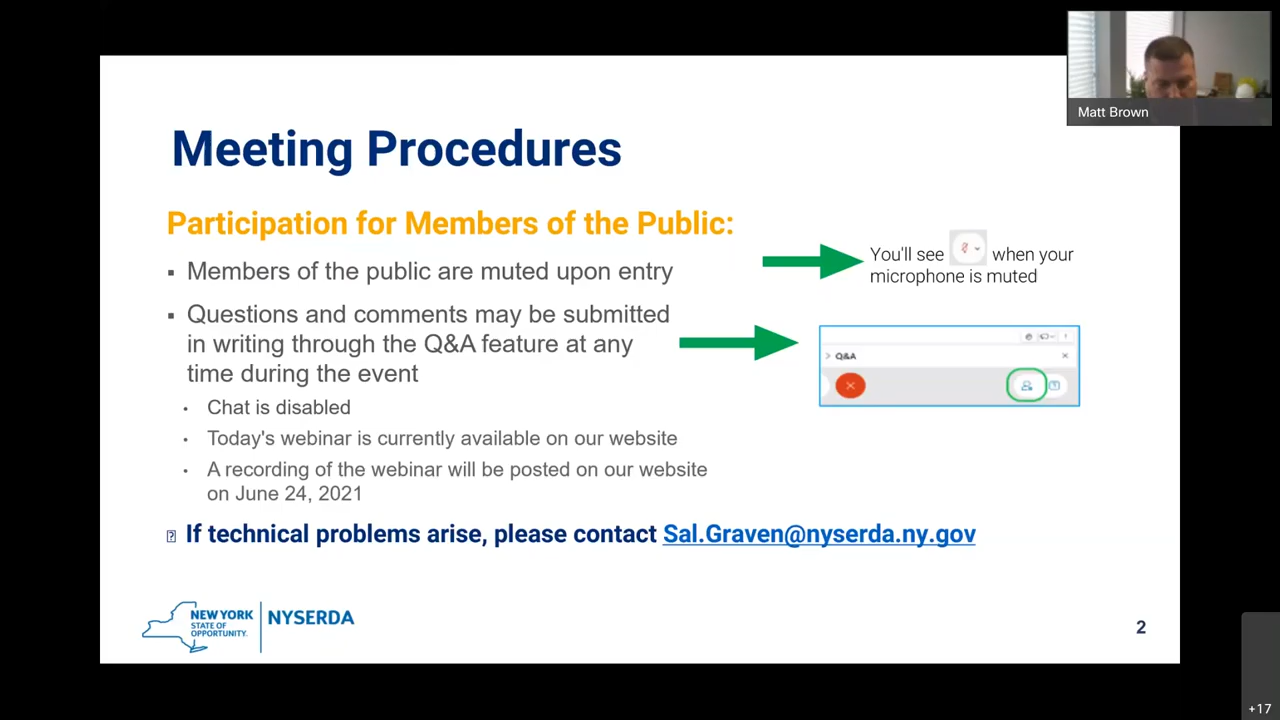 Matt Brown
Meeting Procedures
Participation for Members of the Public:
▪ Members of the public are muted upon entry
You'll see when your
microphone is muted
▪ Questions and comments may be submitted
in writing through the Q&A feature at any
time during the event
Q&A
• Chat is disabled
• Today's webinar is currently available on our website
• A recording of the webinar will be posted on our website
on June 24, 2021
If technical problems arise, please contact Sal.Graven@nyserda.ny.gov
NEW YORK
STATE OF
OPPORTUNITY.
NYSERDA
2
+17